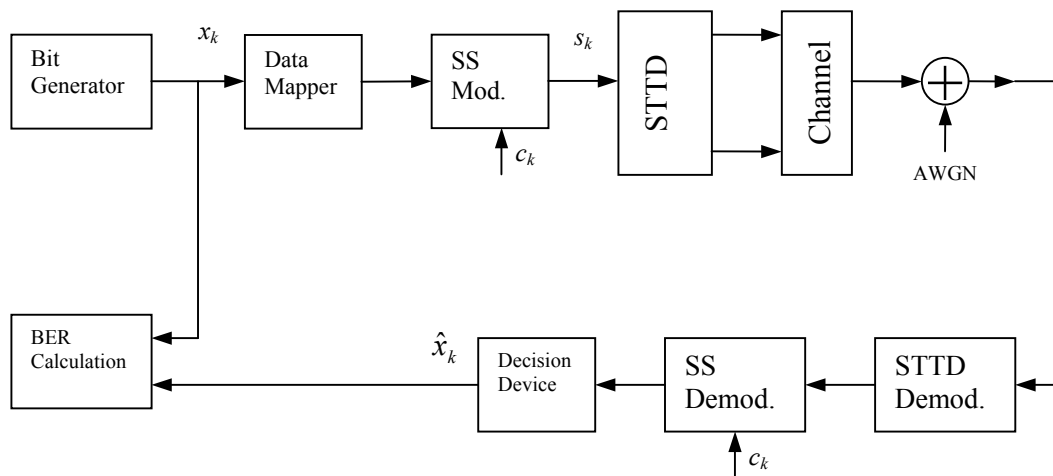 x_k
s_k
Bit
Generator
Data
Mapper
SS
Mod.
STTD
Channel
c_k
AWGN
BER
Calculation
x̂_k
Decision
Device
SS
Demod.
STTD
Demod.
c_k